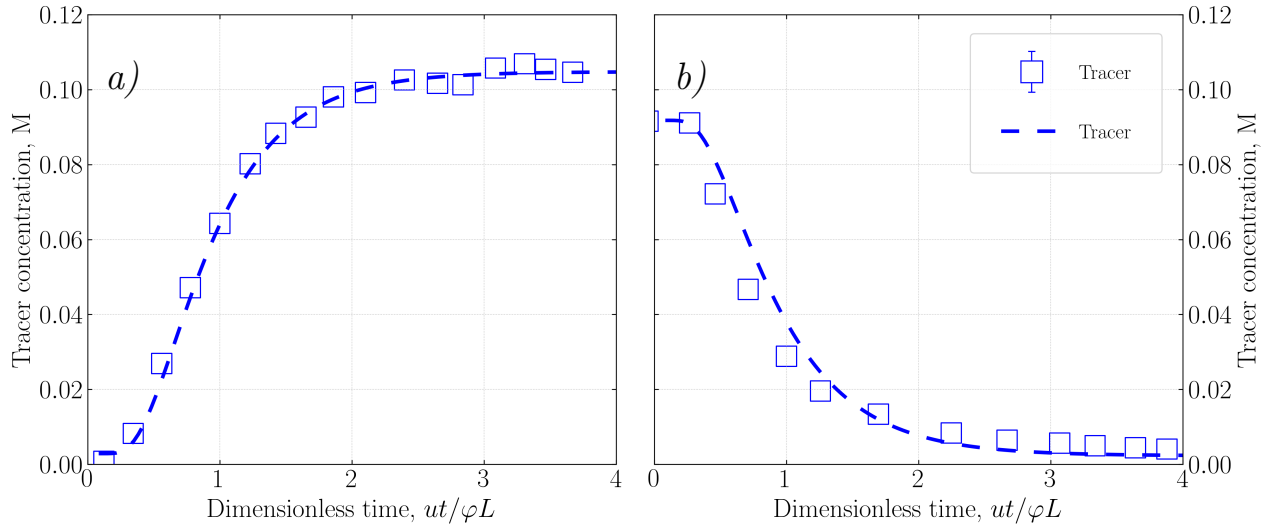 a)
Tracer concentration, M
0.12
0.10
0.08
0.06
0.04
0.02
0.00
0 1 2 3 4
Dimensionless time, ut/φL
b)
Tracer
Tracer
0.12
0.10
0.08
0.06
0.04
0.02
0.00
Tracer concentration, M
0 1 2 3 4
Dimensionless time, ut/φL